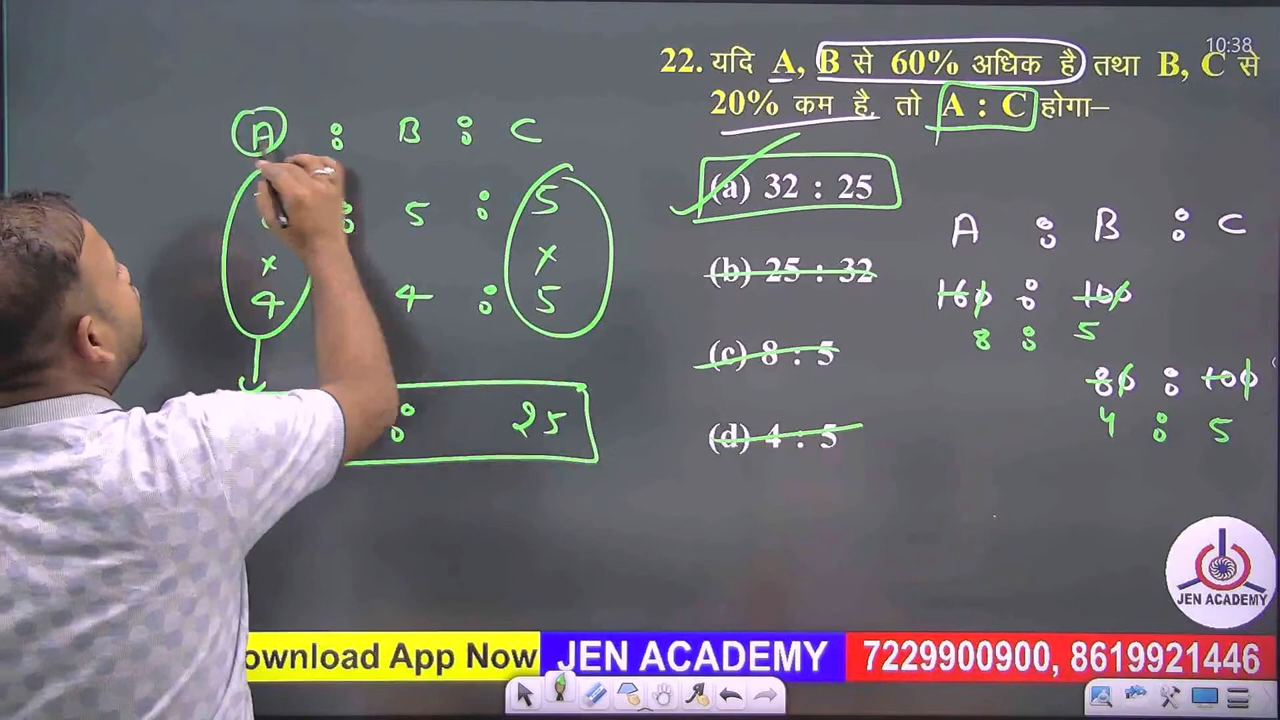 10:38
22. यदि A, B से 60% अधिक है तथा B, C से
20% कम है, तो A : C होगा–
(a) 32 : 25
(b) 25 : 32
(c) 8 : 5
(d) 4 : 5
A : B : C
: 5 : 5
× ×
4 4 : 5
: 25
A : B : C
160 : 100
8 : 5
80 : 100
4 : 5
JEN ACADEMY
ownload App Now
JEN ACADEMY
7229900900, 8619921446